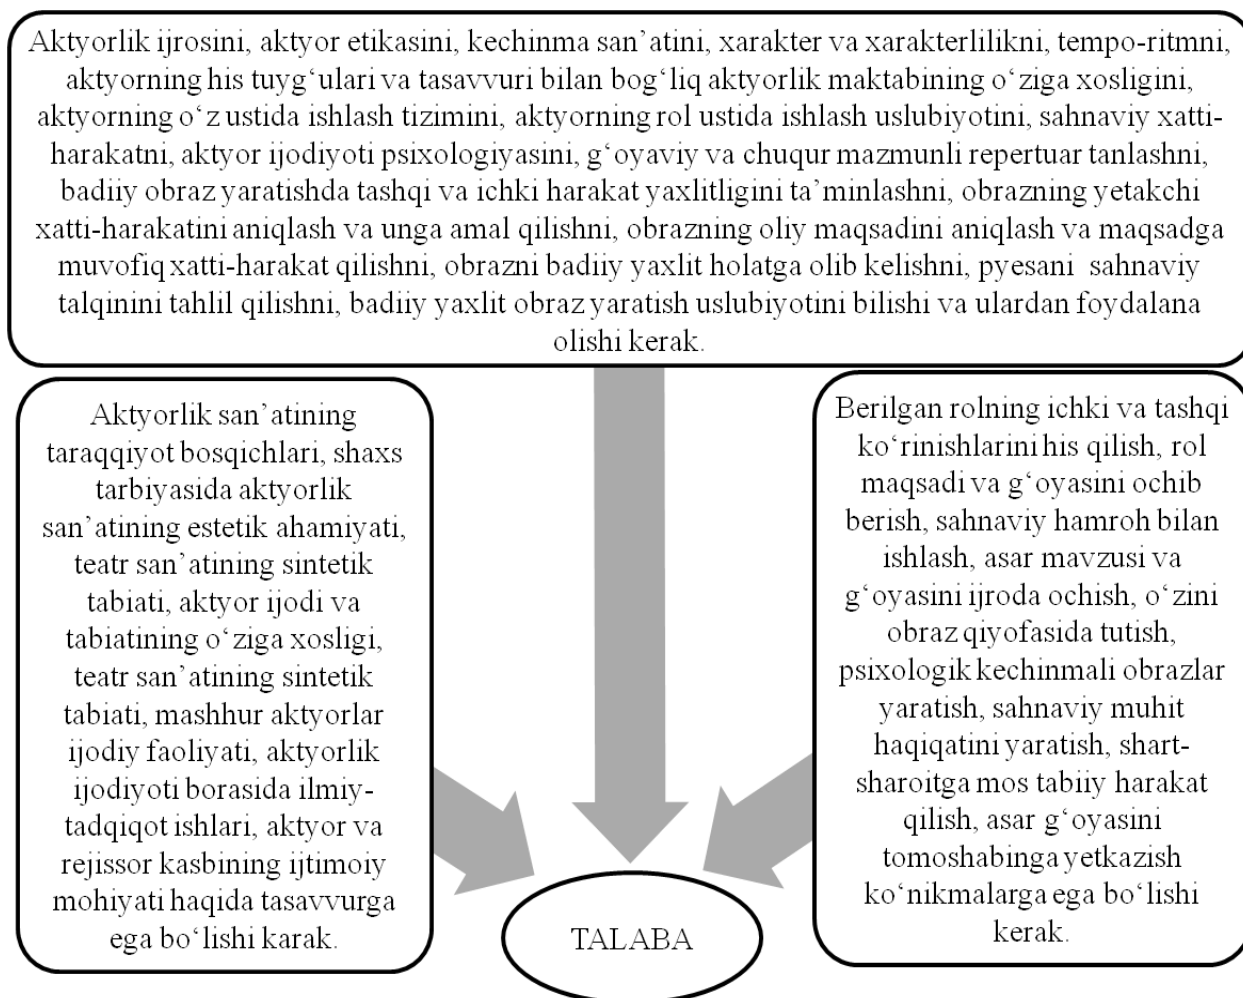 Aktyorlik ijrosini, aktyor etikasini, kechinma san’atini, xarakter va xarakterlilikni, tempo-ritmni,
aktyorning his tuyg‘ulari va tasavvuri bilan bog‘liq aktyorlik maktabining o‘ziga xosligini,
aktyorning o‘z ustida ishlash tizimini, aktyorning rol ustida ishlash uslubiyotini, sahnaviy xatti-
harakatni, aktyor ijodiyoti psixologiyasini, g‘oyaviy va chuqur mazmunli repertuar tanlashni,
badiiy obraz yaratishda tashqi va ichki harakat yaxlitligini ta’minlashni, obrazning yetakchi
xatti-harakatini aniqlash va unga amal qilishni, obrazning oliy maqsadini aniqlash va maqsadga
muvofiq xatti-harakat qilishni, obrazni badiiy yaxlit holatga olib kelishni, pyesani sahnaviy
talqinini tahlil qilishni, badiiy yaxlit obraz yaratish uslubiyotini bilishi va ulardan foydalana
olishi kerak.
Aktyorlik san’atining
taraqqiyot bosqichlari, shaxs
tarbiyasida aktyorlik
san’atining estetik ahamiyati,
teatr san’atining sintetik
tabiati, aktyor ijodi va
tabiatining o‘ziga xosligi,
teatr san’atining sintetik
tabiati, mashhur aktyorlar
ijodiy faoliyati, aktyorlik
ijodiyoti borasida ilmiy-
tadqiqot ishlari, aktyor va
rejissor kasbining ijtimoiy
mohiyati haqida tasavvurga
ega bo‘lishi karak.
Berilgan rolning ichki va tashqi
ko‘rinishlarini his qilish, rol
maqsadi va g‘oyasini ochib
berish, sahnaviy hamroh bilan
ishlash, asar mavzusi va
g‘oyasini ijroda ochish, o‘zini
obraz qiyofasida tutish,
psixologik kechinmali obrazlar
yaratish, sahnaviy muhit
haqiqatini yaratish, shart-
sharoitga mos tabiiy harakat
qilish, asar g‘oyasini
tomoshabinga yetkazish
ko‘nikmalarga ega bo‘lishi
kerak.
TALABA